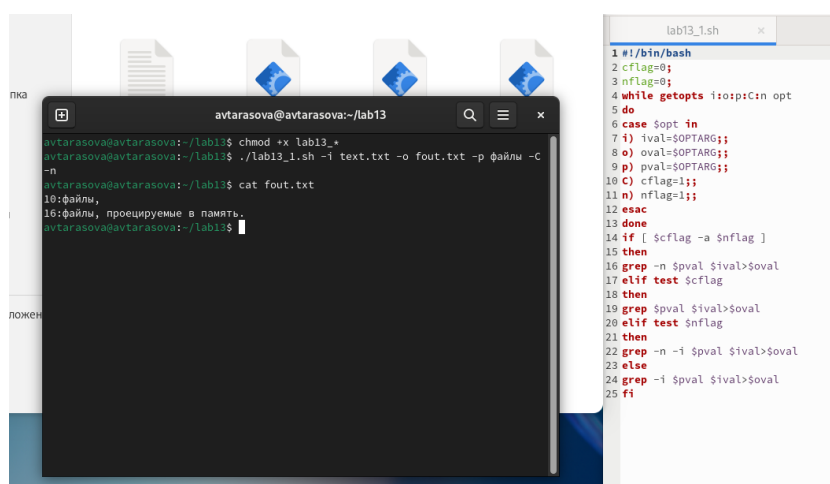 пка
ложен
avtarasova@avtarasova:~/lab13
avtarasova@avtarasova:~/lab13$ chmod +x lab13_*
avtarasova@avtarasova:~/lab13$ ./lab13_1.sh -i text.txt -o fout.txt -p файлы -C
-n
avtarasova@avtarasova:~/lab13$ cat fout.txt
10:файлы,
16:файлы, проецируемые в память.
avtarasova@avtarasova:~/lab13$
lab13_1.sh ×
1 #!/bin/bash
2 cflag=0;
3 nflag=0;
4 while getopts i:o:p:C:n opt
5 do
6 case $opt in
7 i) ival=$OPTARG;;
8 o) oval=$OPTARG;;
9 p) pval=$OPTARG;;
10 C) cflag=1;;
11 n) nflag=1;;
12 esac
13 done
14 if [ $cflag -a $nflag ]
15 then
16 grep -n $pval $ival>$oval
17 elif test $cflag
18 then
19 grep $pval $ival>$oval
20 elif test $nflag
21 then
22 grep -n -i $pval $ival>$oval
23 else
24 grep -i $pval $ival>$oval
25 fi